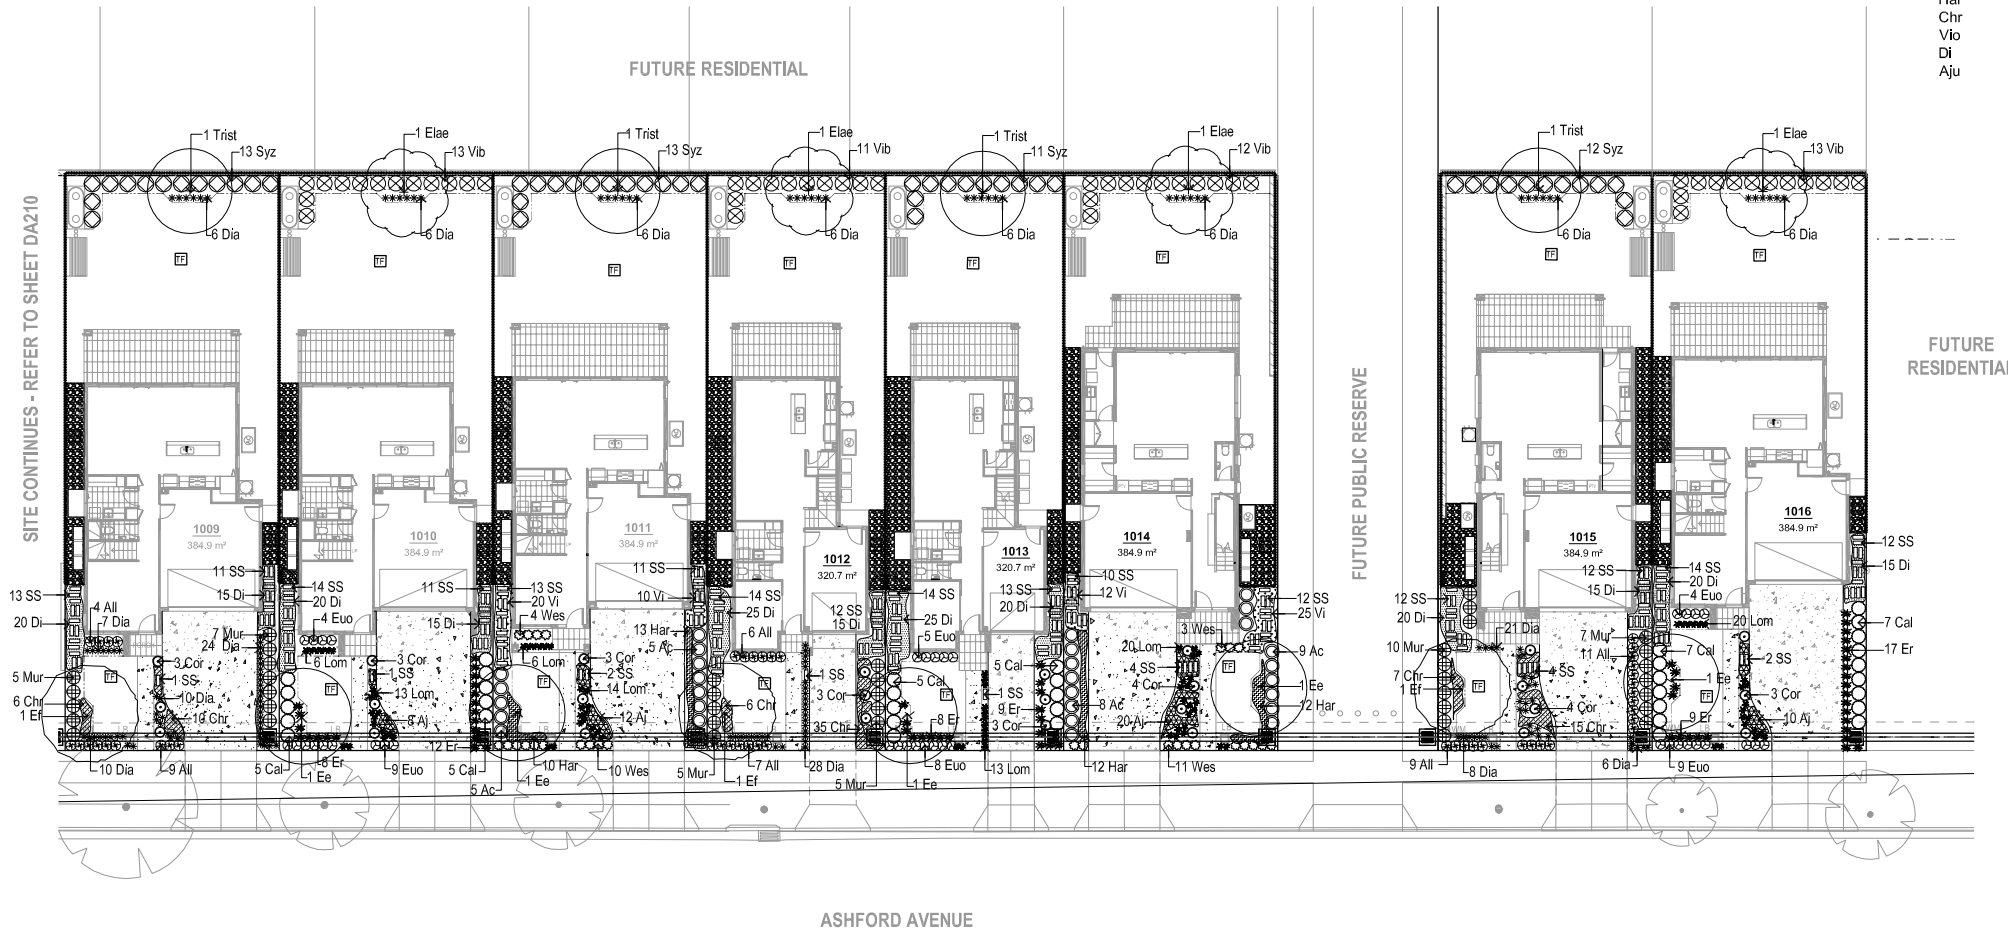 Chr
Vio
Di
Aju
FUTURE RESIDENTIAL
1 Trist
13 Syz
1 Elae
13 Vib
1 Trist
13 Syz
1 Elae
11 Vib
1 Trist
11 Syz
1 Elae
12 Vib
1 Trist
12 Syz
1 Elae
13 Vib
6 Dia
6 Dia
6 Dia
6 Dia
6 Dia
6 Dia
6 Dia
6 Dia
TF
TF
TF
TF
TF
TF
TF
TF
SITE CONTINUES - REFER TO SHEET DA210
FUTURE PUBLIC RESERVE
FUTURE
RESIDENTIAL
1009
384.9 m²
1010
384.9 m²
1011
384.9 m²
1012
320.7 m²
1013
320.7 m²
1014
384.9 m²
1015
384.9 m²
1016
384.9 m²
13 SS
20 Di
4 All
7 Dia
11 SS
15 Di
7 Mur
24 Dia
3 Cor
1 SS
10 Dia
19 Chr
5 Mur
6 Chr
1 Ef
TF
10 Dia
9 All
14 SS
20 Di
4 Euo
6 Lom
11 SS
15 Di
3 Cor
1 SS
13 Lom
8 Aj
TF
5 Cal
8 Er
1 Ee
9 Euo
12 Er
5 Cal
13 SS
20 Vi
4 Wes
6 Lom
11 SS
10 Vi
13 Har
5 Ac
3 Cor
2 SS
14 Lom
12 Aj
TF
5 Ac
10 Har
1 Ee
10 Wes
14 SS
25 Di
6 All
12 SS
15 Di
1 SS
3 Cor
35 Chr
6 Chr
TF
5 Mur
7 All
1 Ef
28 Dia
5 Mur
14 SS
25 Di
5 Euo
13 SS
20 Di
5 Cal
5 Cal
1 SS
9 Er
3 Cor
8 Er
TF
8 Euo
1 Ee
13 Lom
10 SS
12 Vi
3 Wes
20 Lom
4 SS
4 Cor
20 Aj
8 Ac
12 SS
25 Vi
9 Ac
1 Ee
12 Har
TF
12 Har
11 Wes
12 SS
20 Di
21 Dia
12 SS
15 Di
10 Mur
7 Chr
1 Ef
7 Mur
11 All
4 SS
4 Cor
15 Chr
TF
9 All
8 Dia
6 Dia
14 SS
20 Di
4 Euo
20 Lom
12 SS
15 Di
7 Cal
1 Ee
7 Cal
17 Er
2 SS
3 Cor
10 Aj
9 Er
TF
9 Euo
ASHFORD AVENUE